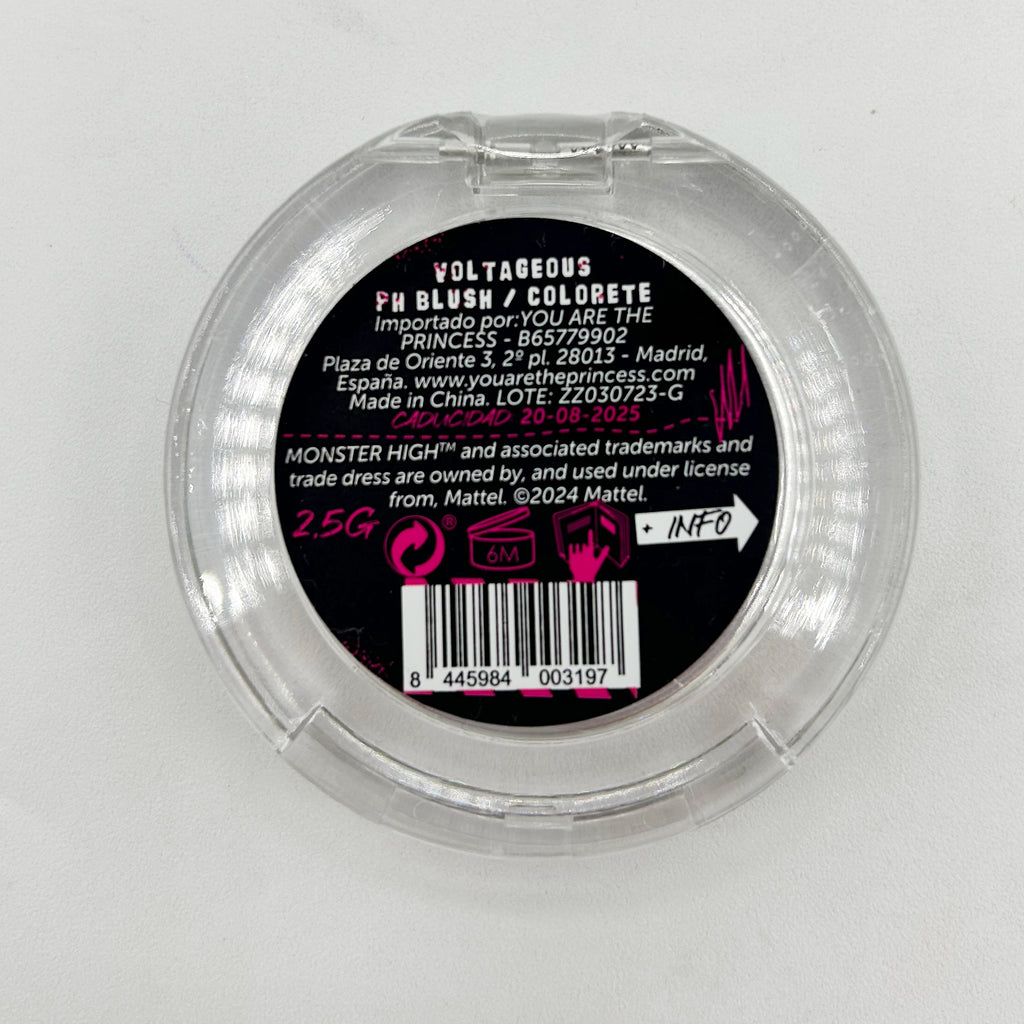 VOLTAGEOUS
PH BLUSH / COLORETE
Importado por:YOU ARE THE
PRINCESS - B65779902
Plaza de Oriente 3, 2º pl. 28013 - Madrid,
España. www.youaretheprincess.com
Made in China. LOTE: ZZ030723-G
CADUCIDAD 20-08-2025
MONSTER HIGH™ and associated trademarks and
trade dress are owned by, and used under license
from, Mattel. ©2024 Mattel.
2,5G ® 6M + INFO
8 445984 003197